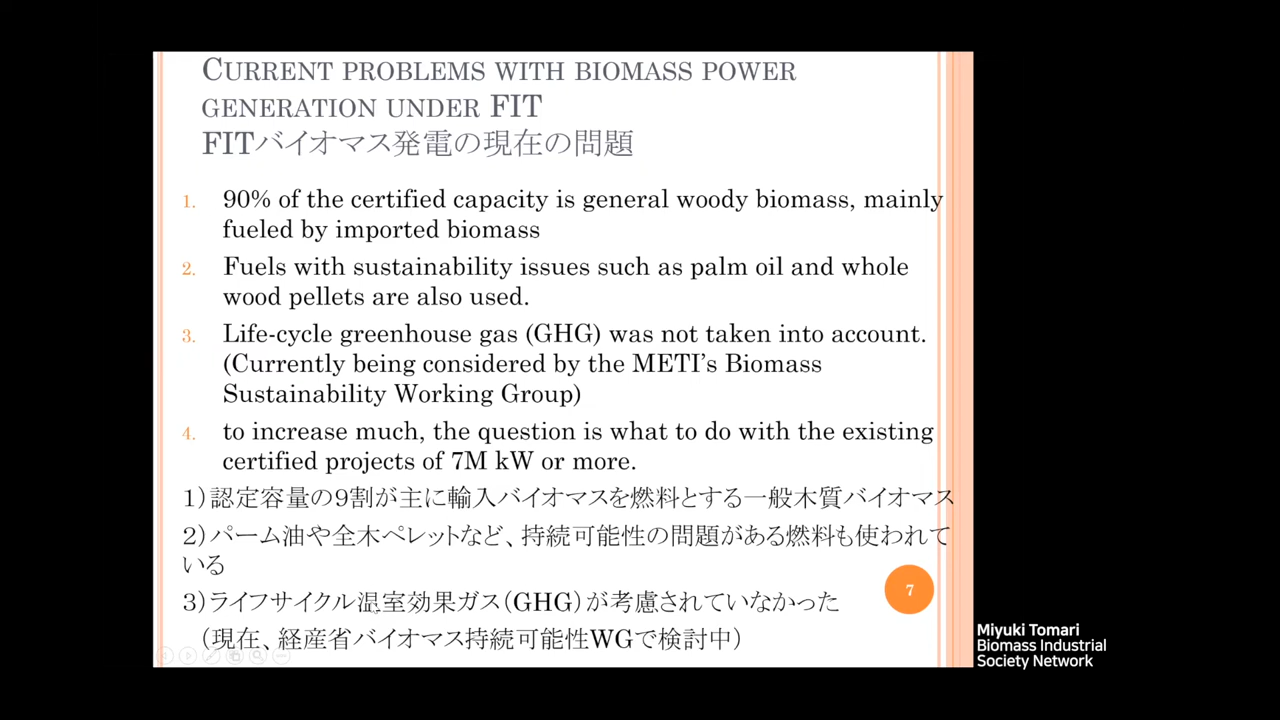 CURRENT PROBLEMS WITH BIOMASS POWER
GENERATION UNDER FIT
FITバイオマス発電の現在の問題
1. 90% of the certified capacity is general woody biomass, mainly
fueled by imported biomass
2. Fuels with sustainability issues such as palm oil and whole
wood pellets are also used.
3. Life-cycle greenhouse gas (GHG) was not taken into account.
(Currently being considered by the METI's Biomass
Sustainability Working Group)
4. to increase much, the question is what to do with the existing
certified projects of 7M kW or more.
1）認定容量の9割が主に輸入バイオマスを燃料とする一般木質バイオマス
2）パーム油や全木ペレットなど、持続可能性の問題がある燃料も使われて
いる
3）ライフサイクル温室効果ガス（GHG）が考慮されていなかった
（現在、経産省バイオマス持続可能性WGで検討中）
7
Miyuki Tomari
Biomass Industrial
Society Network